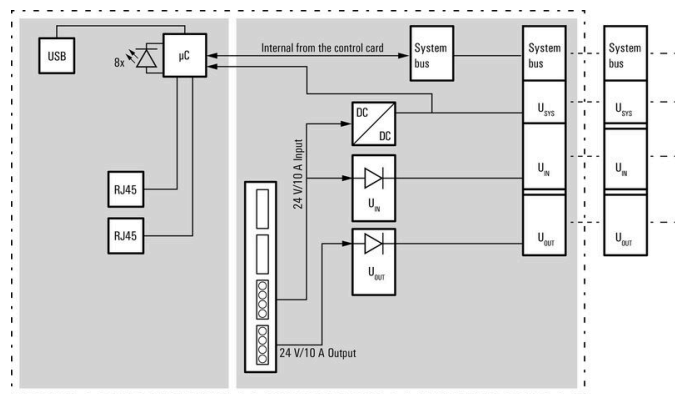 USB
8x
µC
Internal from the control card
System
bus
System
bus
System
bus
DC
DC
U SYS
U SYS
24 V/10 A Input
U IN
U IN
U IN
RJ45
RJ45
U OUT
U OUT
U OUT
24 V/10 A Output